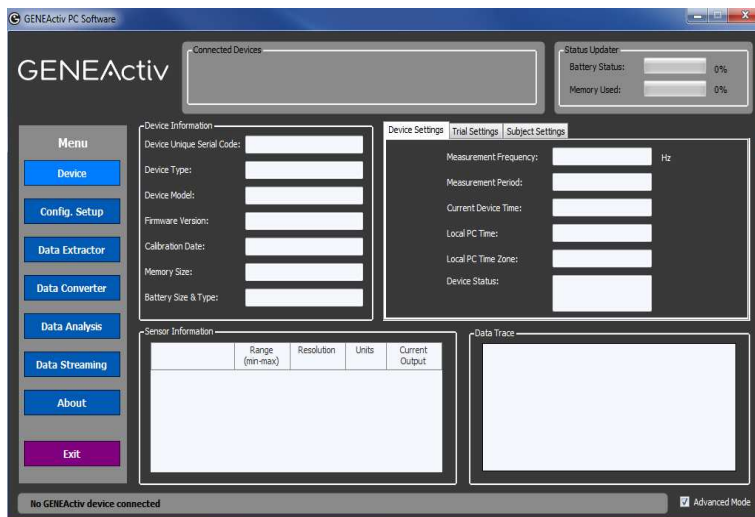 GENEActiv PC Software
GENEActiv
Connected Devices
Status Updater
Battery Status: 0%
Memory Used: 0%
Menu
Device
Config. Setup
Data Extractor
Data Converter
Data Analysis
Data Streaming
About
Exit
Device Information
Device Unique Serial Code:
Device Type:
Device Model:
Firmware Version:
Calibration Date:
Memory Size:
Battery Size & Type:
Device Settings Trial Settings Subject Settings
Measurement Frequency: Hz
Measurement Period:
Current Device Time:
Local PC Time:
Local PC Time Zone:
Device Status:
Sensor Information
Range Resolution Units Current
(min-max) Output
Data Trace
No GENEActiv device connected
Advanced Mode